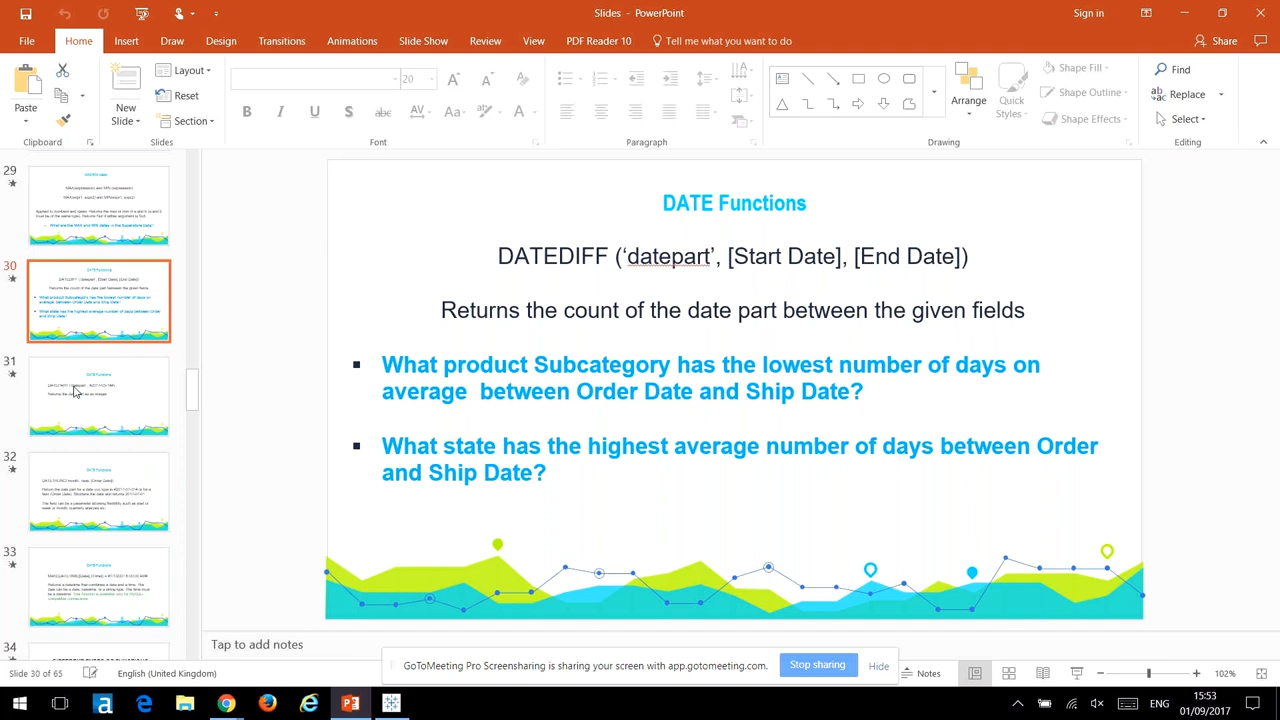 Slides - PowerPoint
Sign in
File
Home
Insert
Draw
Design
Transitions
Animations
Slide Show
Review
View
PDF Reader 10
Tell me what you want to do
Share
Paste
New
Slide
Layout
Reset
Section
20
Arrange
Quick
Styles
Shape Fill
Shape Outline
Shape Effects
Find
Replace
Select
Clipboard
Slides
Font
Paragraph
Drawing
Editing
29
30
31
32
33
34
DATE Functions
DATEDIFF (‘datepart’, [Start Date], [End Date])
Returns the count of the date part between the given fields
▪ What product Subcategory has the lowest number of days on
average between Order Date and Ship Date?
▪ What state has the highest average number of days between Order
and Ship Date?
Tap to add notes
GoToMeeting Pro Screensharing is sharing your screen with app.gotomeeting.com.
Stop sharing
Hide
Slide 30 of 65
English (United Kingdom)
Notes
102%
ENG
15:53
01/09/2017